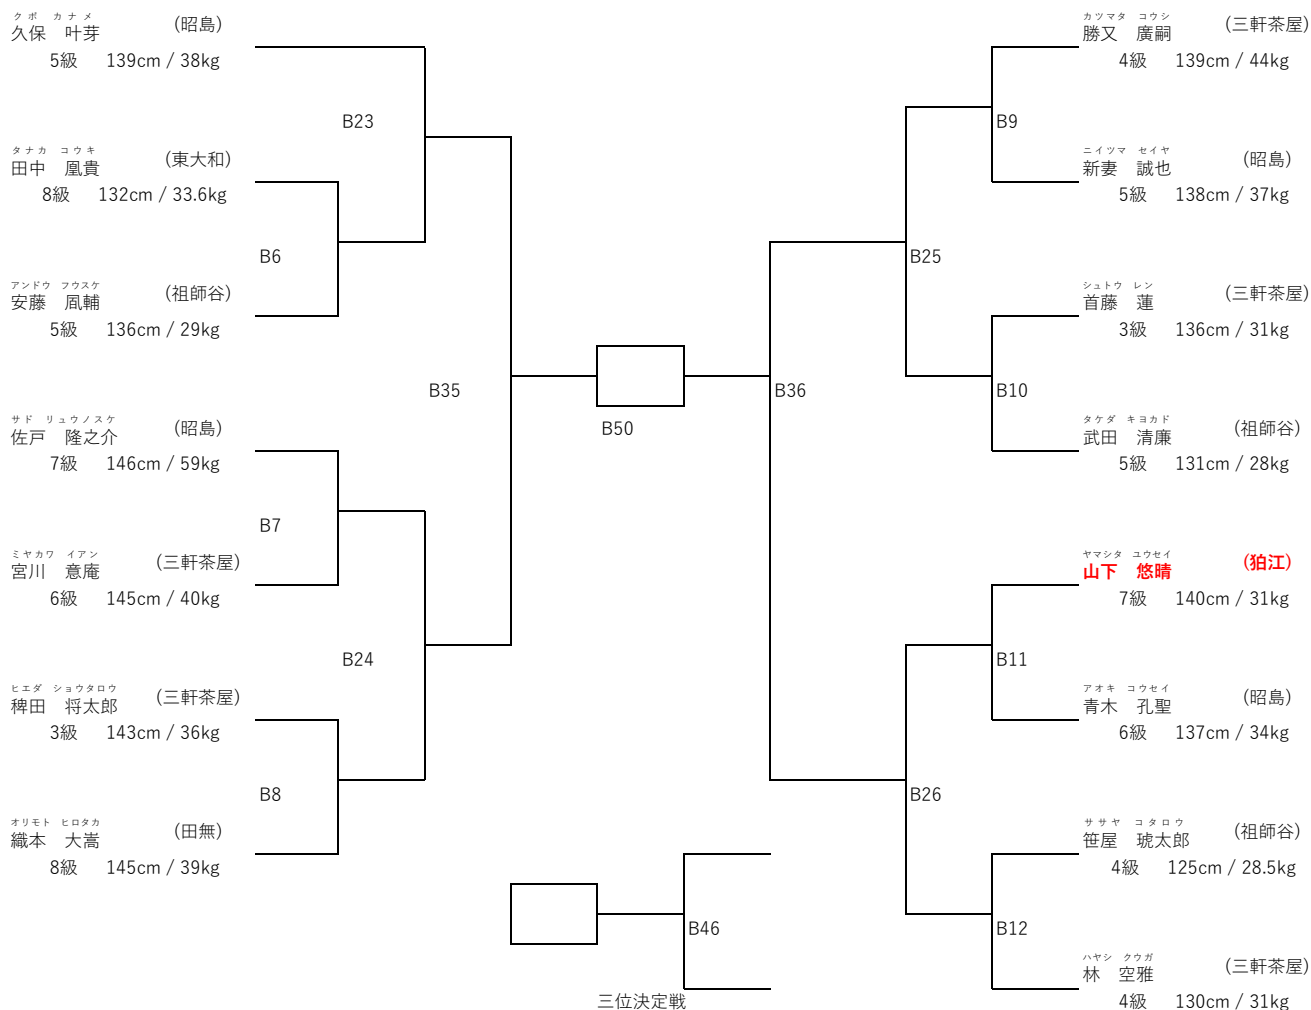 クボ カナメ
久保 叶芽 (昭島)
5級 139cm / 38kg
B23
タナカ コウキ
田中 凰貴 (東大和)
8級 132cm / 33.6kg
B6
アンドウ フウスケ
安藤 凮輔 (祖師谷)
5級 136cm / 29kg
B35
サド リュウノスケ
佐戸 隆之介 (昭島)
7級 146cm / 59kg
B7
ミヤカワ イアン
宮川 意庵 (三軒茶屋)
6級 145cm / 40kg
B24
ヒエダ ショウタロウ
稗田 将太郎 (三軒茶屋)
3級 143cm / 36kg
B8
オリモト ヒロタカ
織本 大嵩 (田無)
8級 145cm / 39kg
B50
B46
三位決定戦
カツマタ コウシ
勝又 廣嗣 (三軒茶屋)
4級 139cm / 44kg
B9
ニイツマ セイヤ
新妻 誠也 (昭島)
5級 138cm / 37kg
B25
シュトウ レン
首藤 蓮 (三軒茶屋)
3級 136cm / 31kg
B36
B10
タケダ キヨカド
武田 清廉 (祖師谷)
5級 131cm / 28kg
ヤマシタ ユウセイ
山下 悠晴 (狛江)
7級 140cm / 31kg
B11
アオキ コウセイ
青木 孔聖 (昭島)
6級 137cm / 34kg
B26
ササヤ コタロウ
笹屋 琥太郎 (祖師谷)
4級 125cm / 28.5kg
B12
ハヤシ クウガ
林 空雅 (三軒茶屋)
4級 130cm / 31kg